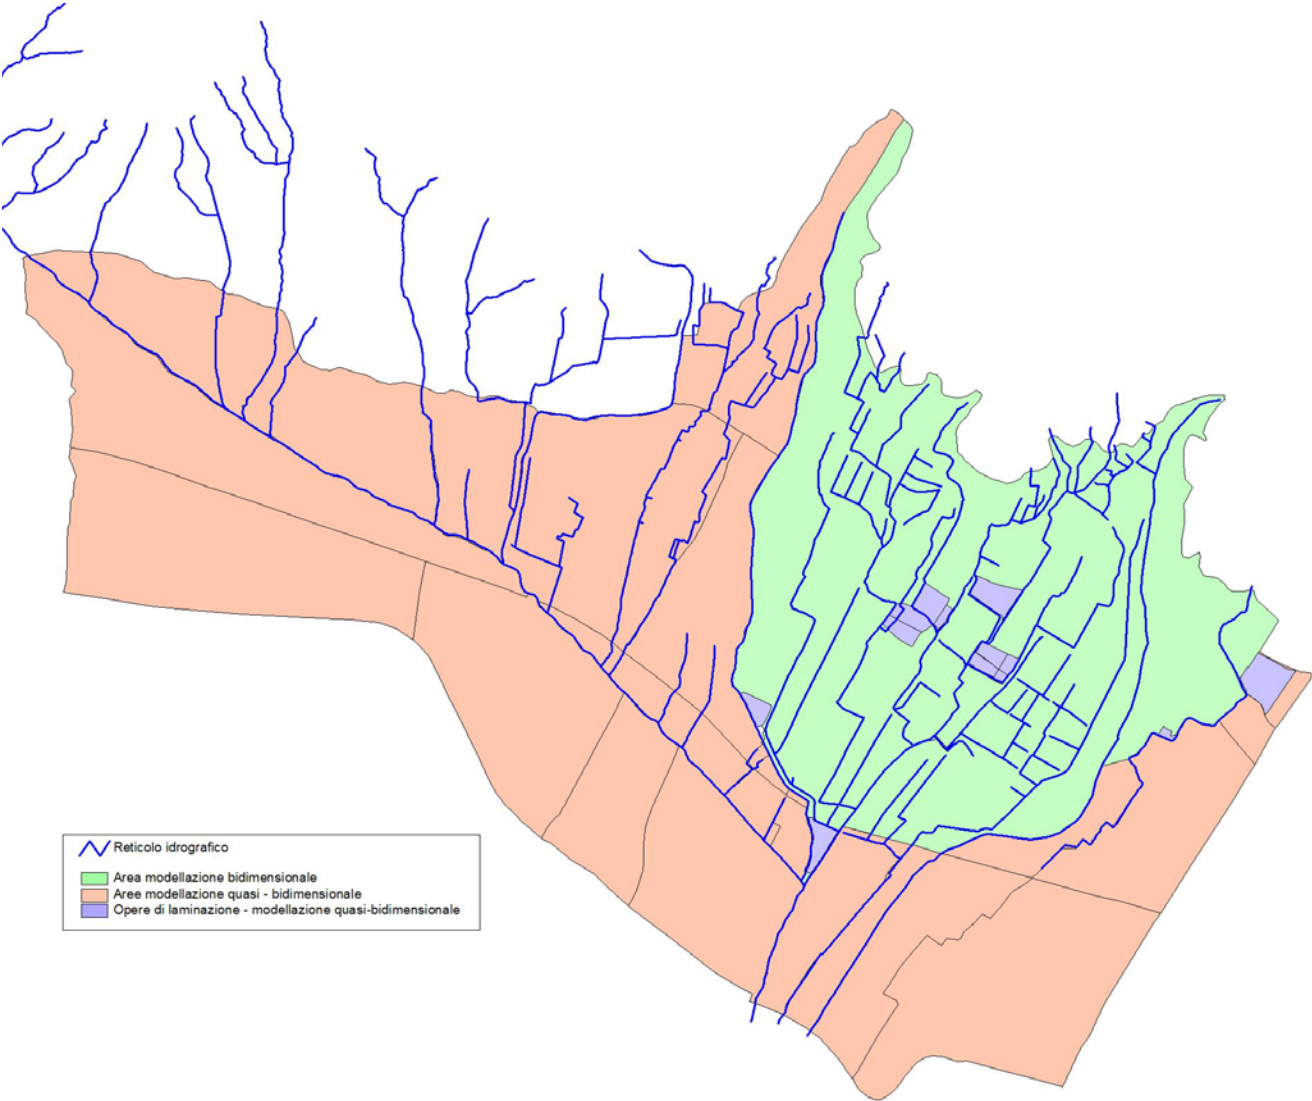 Reticolo idrografico
Area modellazione bidimensionale
Aree modellazione quasi - bidimensionale
Opere di laminazione - modellazione quasi-bidimensionale